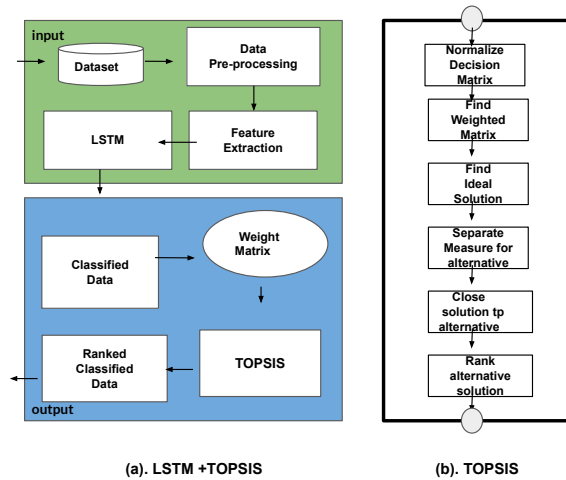 input
Dataset
Data
Pre-processing
LSTM
Feature
Extraction
Classified
Data
Weight
Matrix
Ranked
Classified
Data
TOPSIS
output
(a). LSTM +TOPSIS
Normalize
Decision
Matrix
Find
Weighted
Matrix
Find
Ideal
Solution
Separate
Measure for
alternative
Close
solution tp
alternative
Rank
alternative
solution
(b). TOPSIS